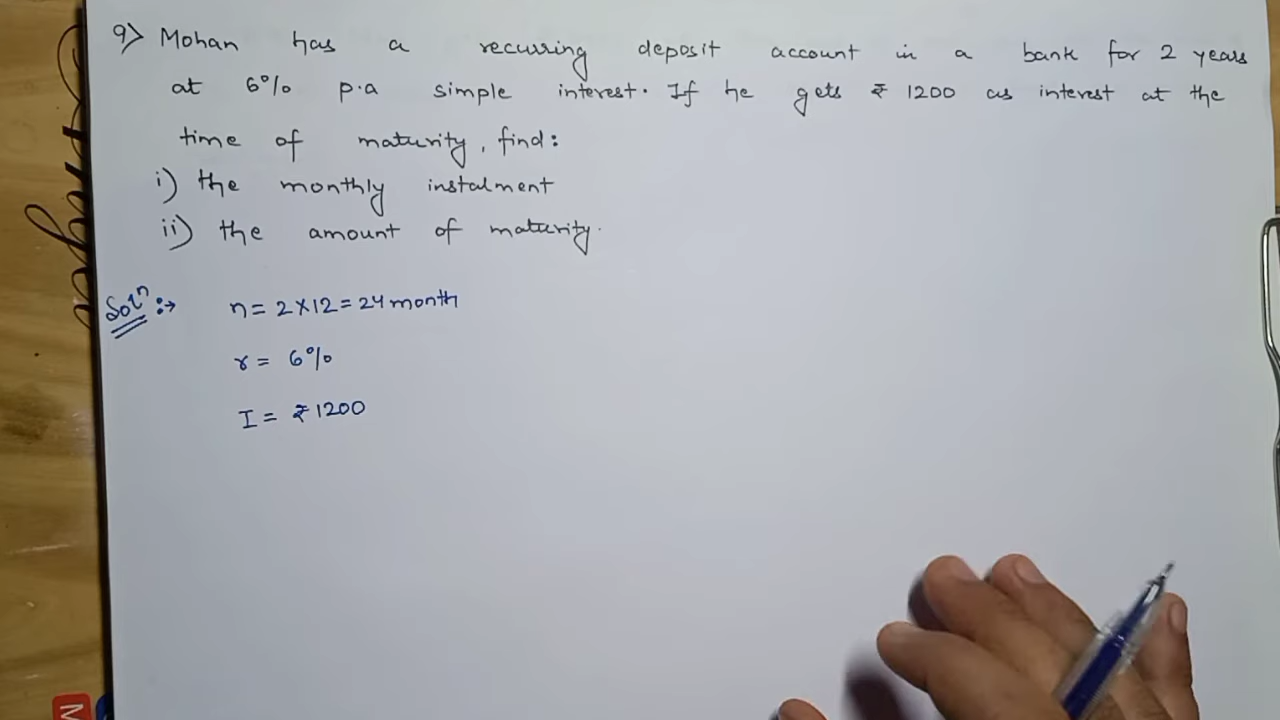 9) Mohan has a recurring deposit account in a bank for 2 years
at 6% p.a simple interest. If he gets ₹ 1200 as interest at the
time of maturity, find:
i) the monthly instalment
ii) the amount of maturity.
Solⁿ :→ n = 2 × 12 = 24 month
r = 6%
I = ₹ 1200
M